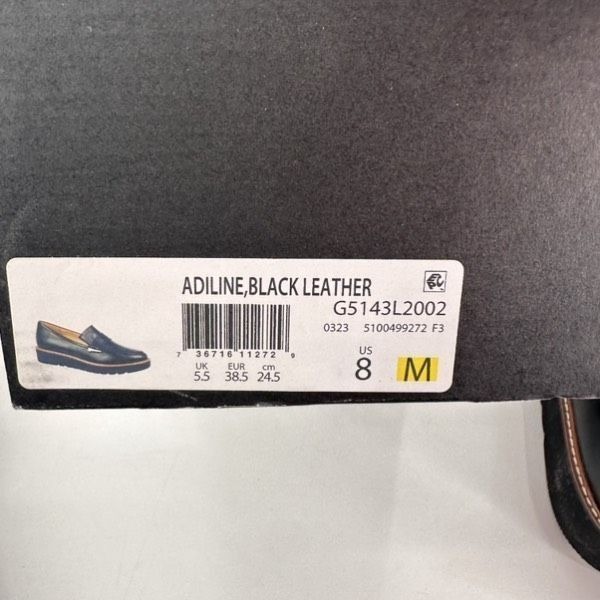 ADILINE,BLACK LEATHER
G5143L2002
0323 5100499272 F3
7 36716 11272 9
UK EUR cm
5.5 38.5 24.5
US
8 M